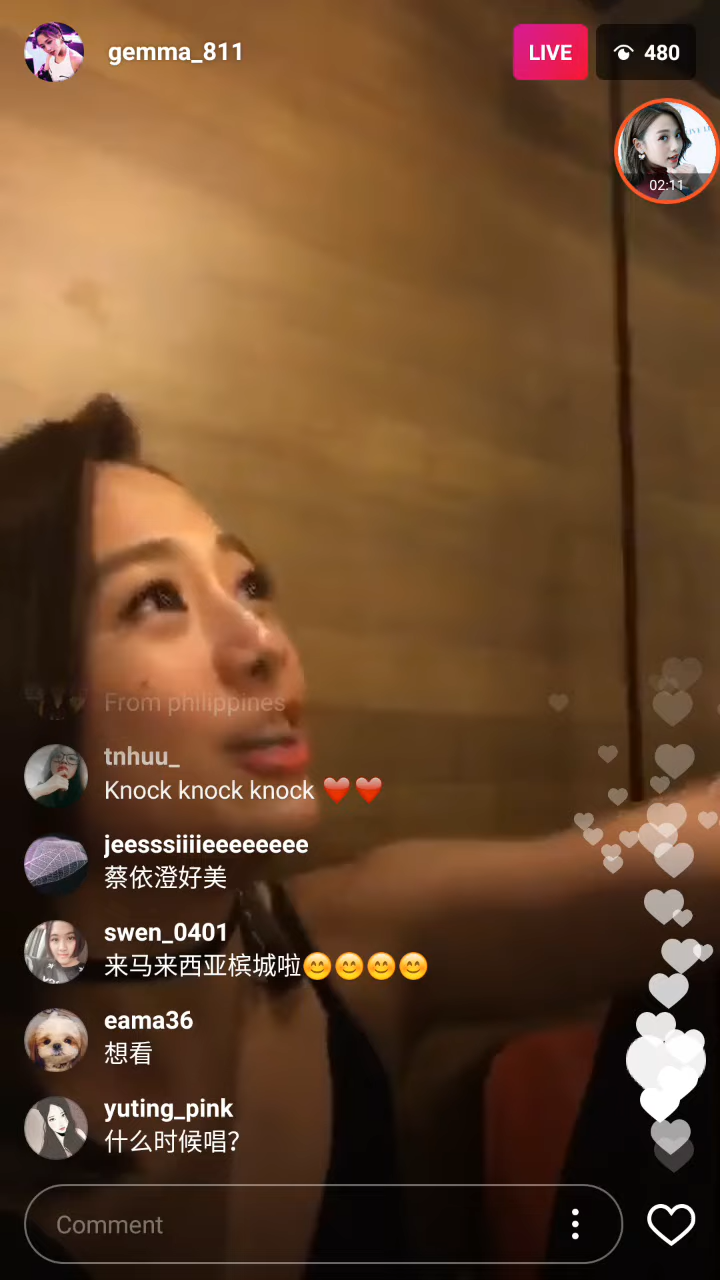 gemma_811
LIVE
480
02:11
From philippines
tnhuu_
Knock knock knock ❤️❤️
jeesssiiiieeeeeeee
蔡依澄好美
swen_0401
来马来西亚槟城啦😊😊😊😊
eama36
想看
yuting_pink
什么时候唱?
Comment